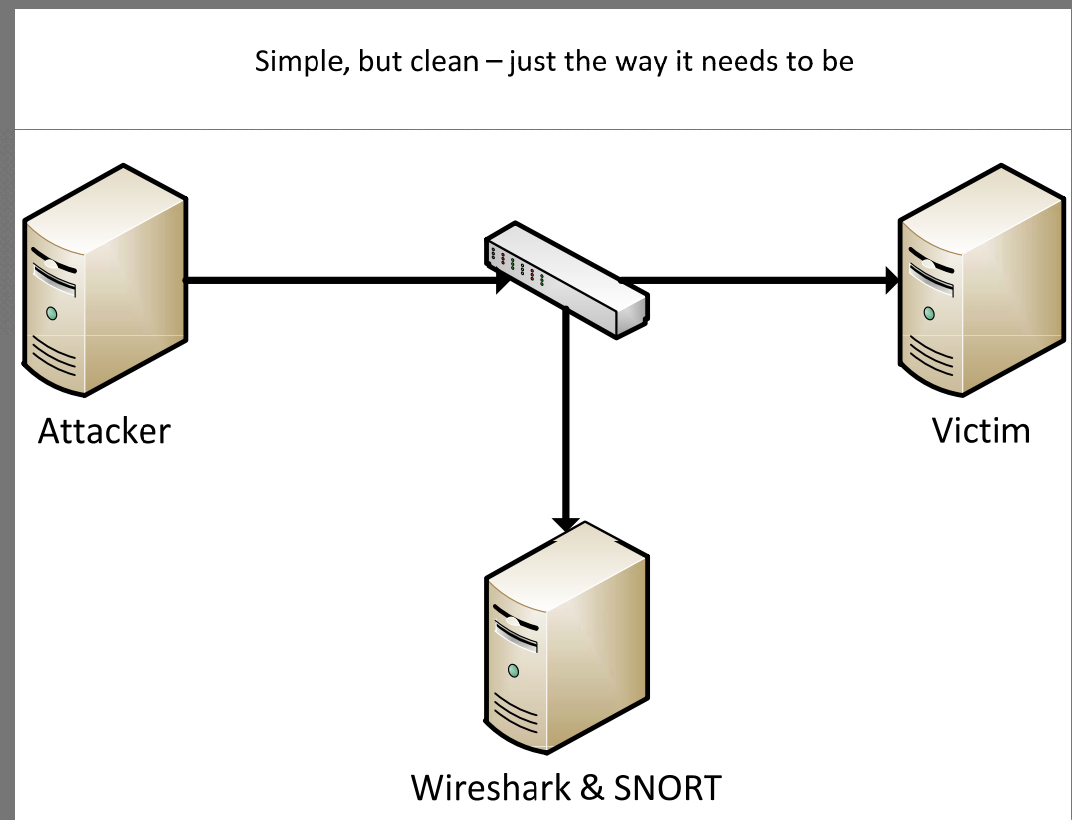 Simple, but clean – just the way it needs to be
Attacker
Victim
Wireshark & SNORT